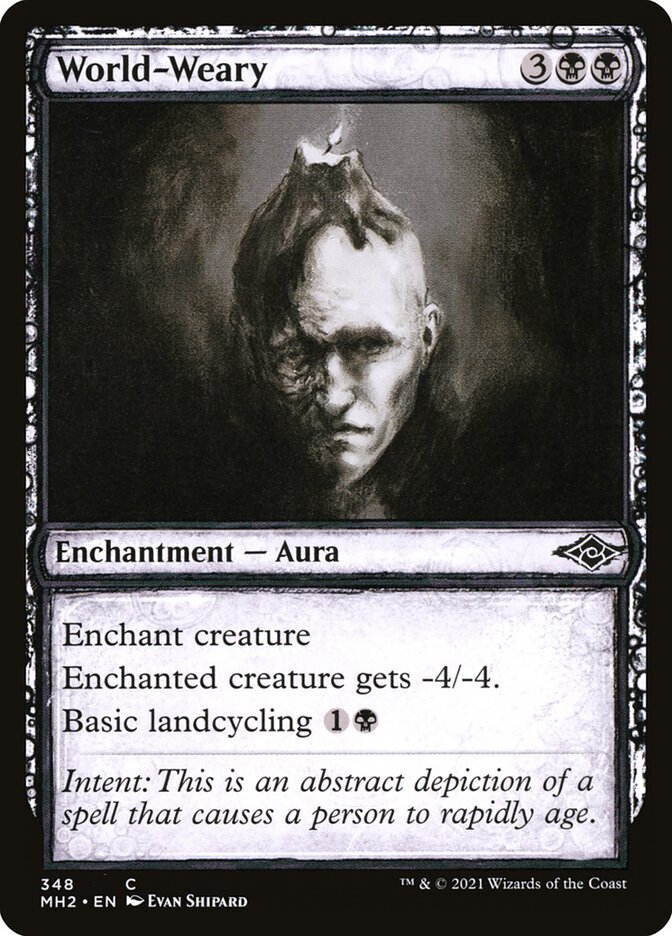 World-Weary 3
Enchantment — Aura
Enchant creature
Enchanted creature gets -4/-4.
Basic landcycling 1
Intent: This is an abstract depiction of a
spell that causes a person to rapidly age.
348 C
MH2 • EN Evan Shipard
™ & © 2021 Wizards of the Coast